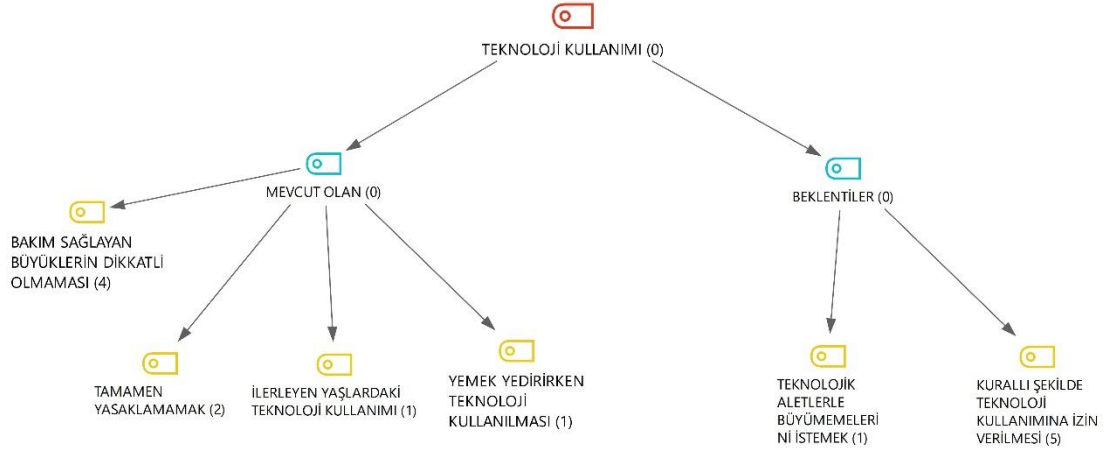 TEKNOLOJİ KULLANIMI (0)
MEVCUT OLAN (0)
BEKLENTİLER (0)
BAKIM SAĞLAYAN
BÜYÜKLERİN DİKKATLİ
OLMAMASI (4)
TAMAMEN
YASAKLAMAMAK (2)
İLERLEYEN YAŞLARDAKİ
TEKNOLOJİ KULLANIMI (1)
YEMEK YEDİRİRKEN
TEKNOLOJİ
KULLANILMASI (1)
TEKNOLOJİK
ALETLERLE
BÜYÜMEMELERİ
Nİ İSTEMEK (1)
KURALLI ŞEKİLDE
TEKNOLOJİ
KULLANIMINA İZİN
VERİLMESİ (5)